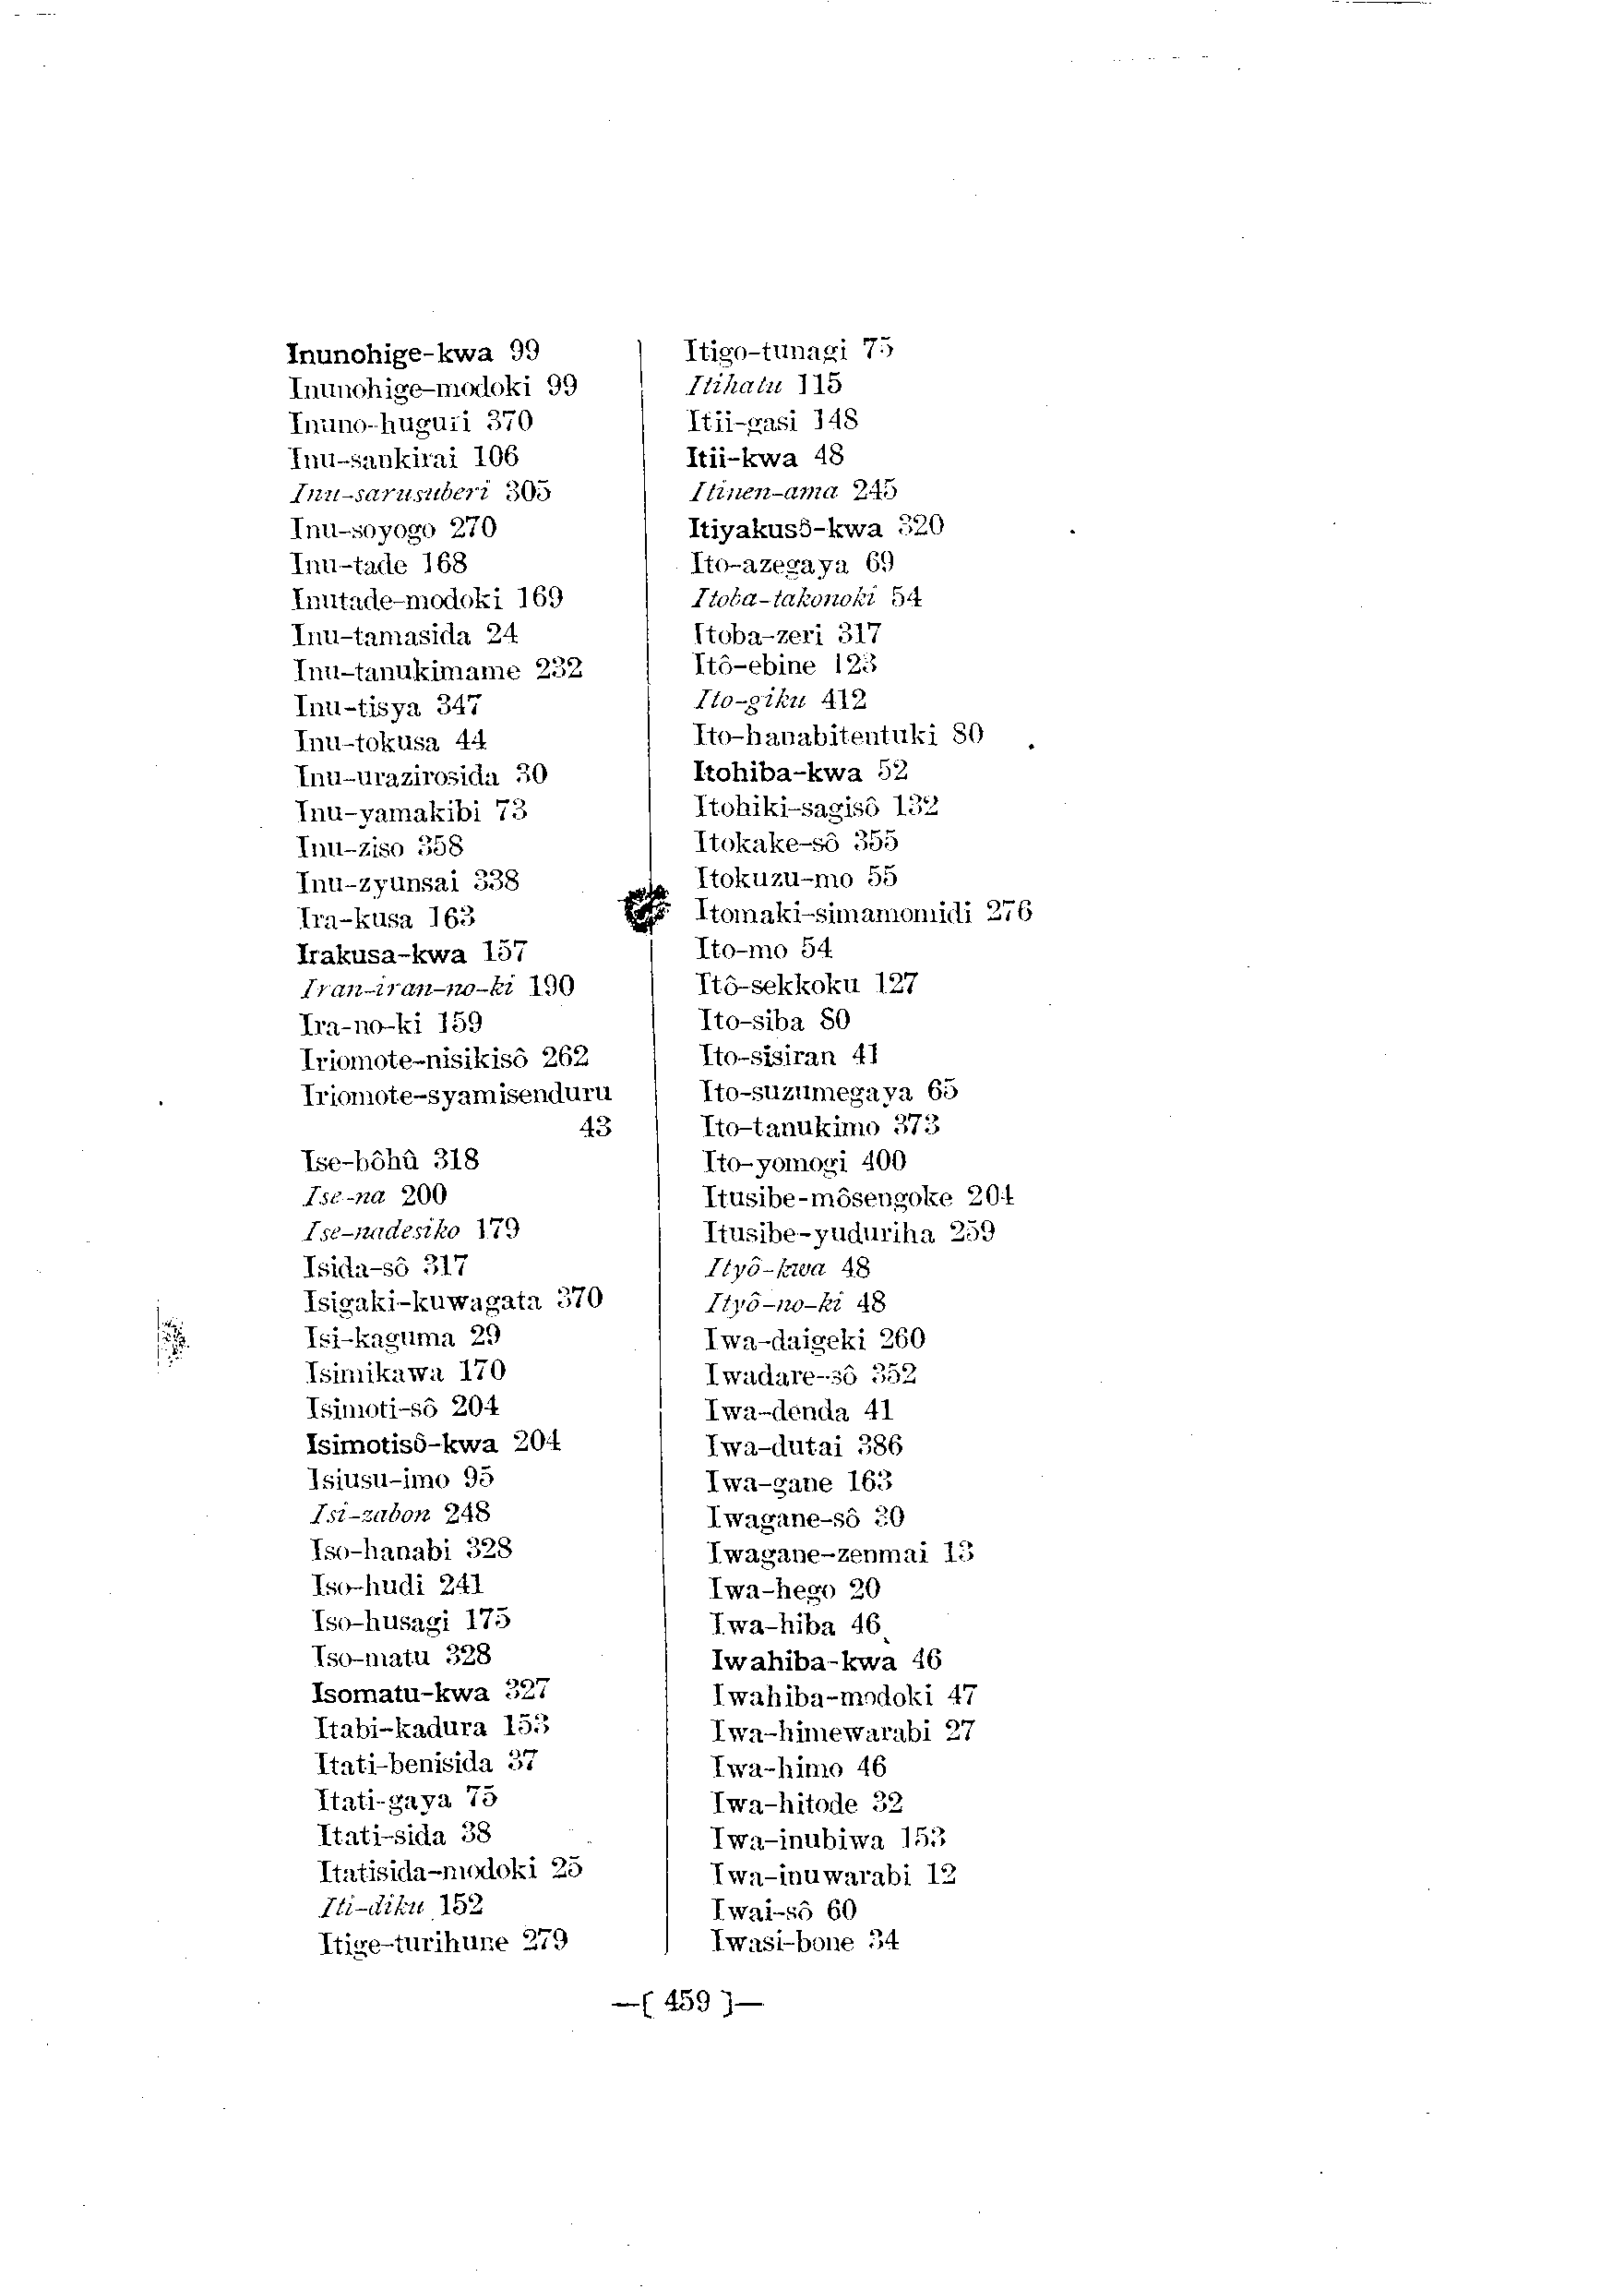 Inunohige-kwa 99
Inunohige-modoki 99
Inuno-huguri 370
Inu-sankirai 106
Inu-sarusuberi 305
Inu-soyogo 270
Inu-tade 168
Inutade-modoki 169
Inu-tamasida 24
Inu-tanukimame 232
Inu-tisya 347
Inu-tokusa 44
Inu-urazirosida 30
Inu-yamakibi 73
Inu-ziso 358
Inu-zyunsai 338
Ira-kusa 163
Irakusa-kwa 157
Iran-iran-no-ki 190
Ira-no-ki 159
Iriomote-nisikisô 262
Iriomote-syamisenduru
43
Ise-bôhû 318
Ise-na 200
Ise-nadesiko 179
Isida-sô 317
Isigaki-kuwagata 370
Isi-kaguma 29
Isimikawa 170
Isimoti-sô 204
Isimotisô-kwa 204
Isiusu-imo 95
Isi-zabon 248
Iso-hanabi 328
Iso-hudi 241
Iso-husagi 175
Iso-matu 328
Isomatu-kwa 327
Itabi-kadura 153
Itati-benisida 37
Itati-gaya 75
Itati-sida 38
Itatisida-modoki 25
Iti-diku 152
Itige-turihune 279
Itigo-tunagi 75
Itihatu 115
Itii-gasi 148
Itii-kwa 48
Itinen-ama 245
Itiyakusô-kwa 320
Ito-azegaya 69
Itoba-takonoki 54
Itoba-zeri 317
Itô-ebine 123
Ito-giku 412
Ito-hanabitentuki 80
Itohiba-kwa 52
Itohiki-sagisô 132
Itokake-sô 355
Itokuzu-mo 55
Itomaki-simamomidi 276
Ito-mo 54
Itô-sekkoku 127
Ito-siba 80
Ito-sisiran 41
Ito-suzumegaya 65
Ito-tanukimo 373
Ito-yomogi 400
Itusibe-môsengoke 204
Itusibe-yuduriha 259
Ityô-kwa 48
Ityô-no-ki 48
Iwa-daigeki 260
Iwadare-sô 352
Iwa-denda 41
Iwa-dutai 386
Iwa-gane 163
Iwagane-sô 30
Iwagane-zenmai 13
Iwa-hego 20
Iwa-hiba 46
Iwahiba-kwa 46
Iwahiba-modoki 47
Iwa-himewarabi 27
Iwa-himo 46
Iwa-hitode 32
Iwa-inubiwa 153
Iwa-inuwarabi 12
Iwai-sô 60
Iwasi-bone 34
—[ 459 ]—